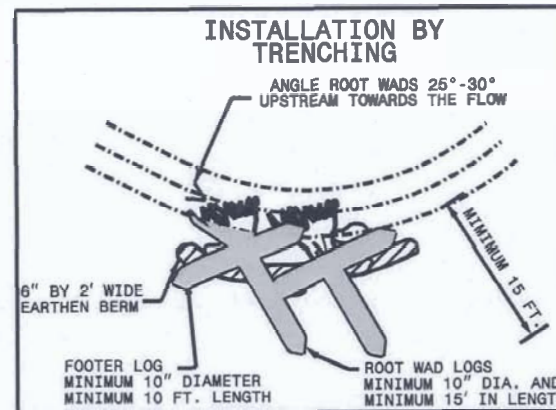 INSTALLATION BY
TRENCHING
ANGLE ROOT WADS 25°-30°
UPSTREAM TOWARDS THE FLOW
MIMIMUM 15 FT.
6" BY 2' WIDE
EARTHEN BERM
FOOTER LOG
MINIMUM 10" DIAMETER
MINIMUM 10 FT. LENGTH
ROOT WAD LOGS
MINIMUM 10" DIA. AND
MINIMUM 15' IN LENGT